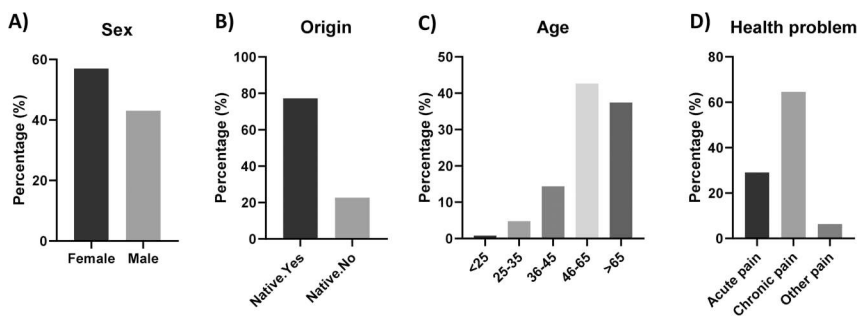 A)
Sex
Percentage (%)
60
40
20
0
Female
Male
B)
Origin
Percentage (%)
100
80
60
40
20
0
Native.Yes
Native.No
C)
Age
Percentage (%)
50
40
30
20
10
0
<25
25-35
36-45
46-65
>65
D)
Health problem
Percentage (%)
80
60
40
20
0
Acute pain
Chronic pain
Other pain